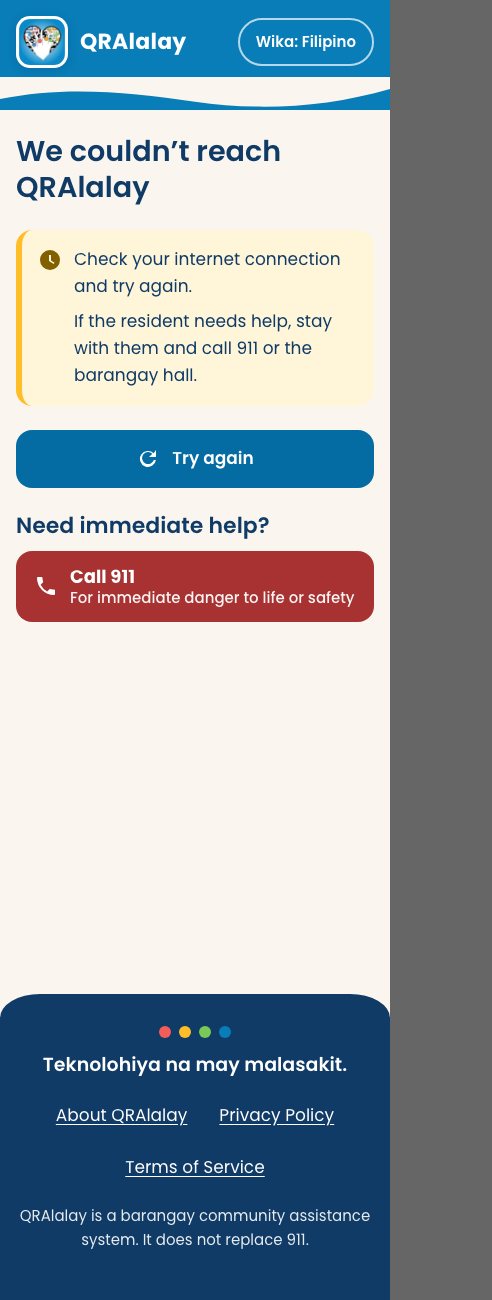 QRAlalay
Wika: Filipino
We couldn’t reach
QRAlalay
Check your internet connection
and try again.
If the resident needs help, stay
with them and call 911 or the
barangay hall.
Try again
Need immediate help?
Call 911
For immediate danger to life or safety
Teknolohiya na may malasakit.
About QRAlalay Privacy Policy
Terms of Service
QRAlalay is a barangay community assistance
system. It does not replace 911.